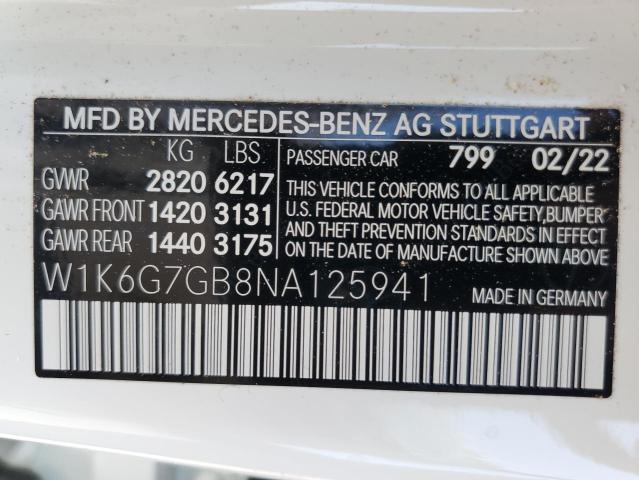 MFD BY MERCEDES-BENZ AG STUTTGART
KG LBS
GVWR 2820 6217
GAWR FRONT 1420 3131
GAWR REAR 1440 3175
PASSENGER CAR 799 02/22
THIS VEHICLE CONFORMS TO ALL APPLICABLE
U.S. FEDERAL MOTOR VEHICLE SAFETY, BUMPER
AND THEFT PREVENTION STANDARDS IN EFFECT
ON THE DATE OF MANUFACTURE SHOWN ABOVE.
W1K6G7GB8NA125941
MADE IN GERMANY